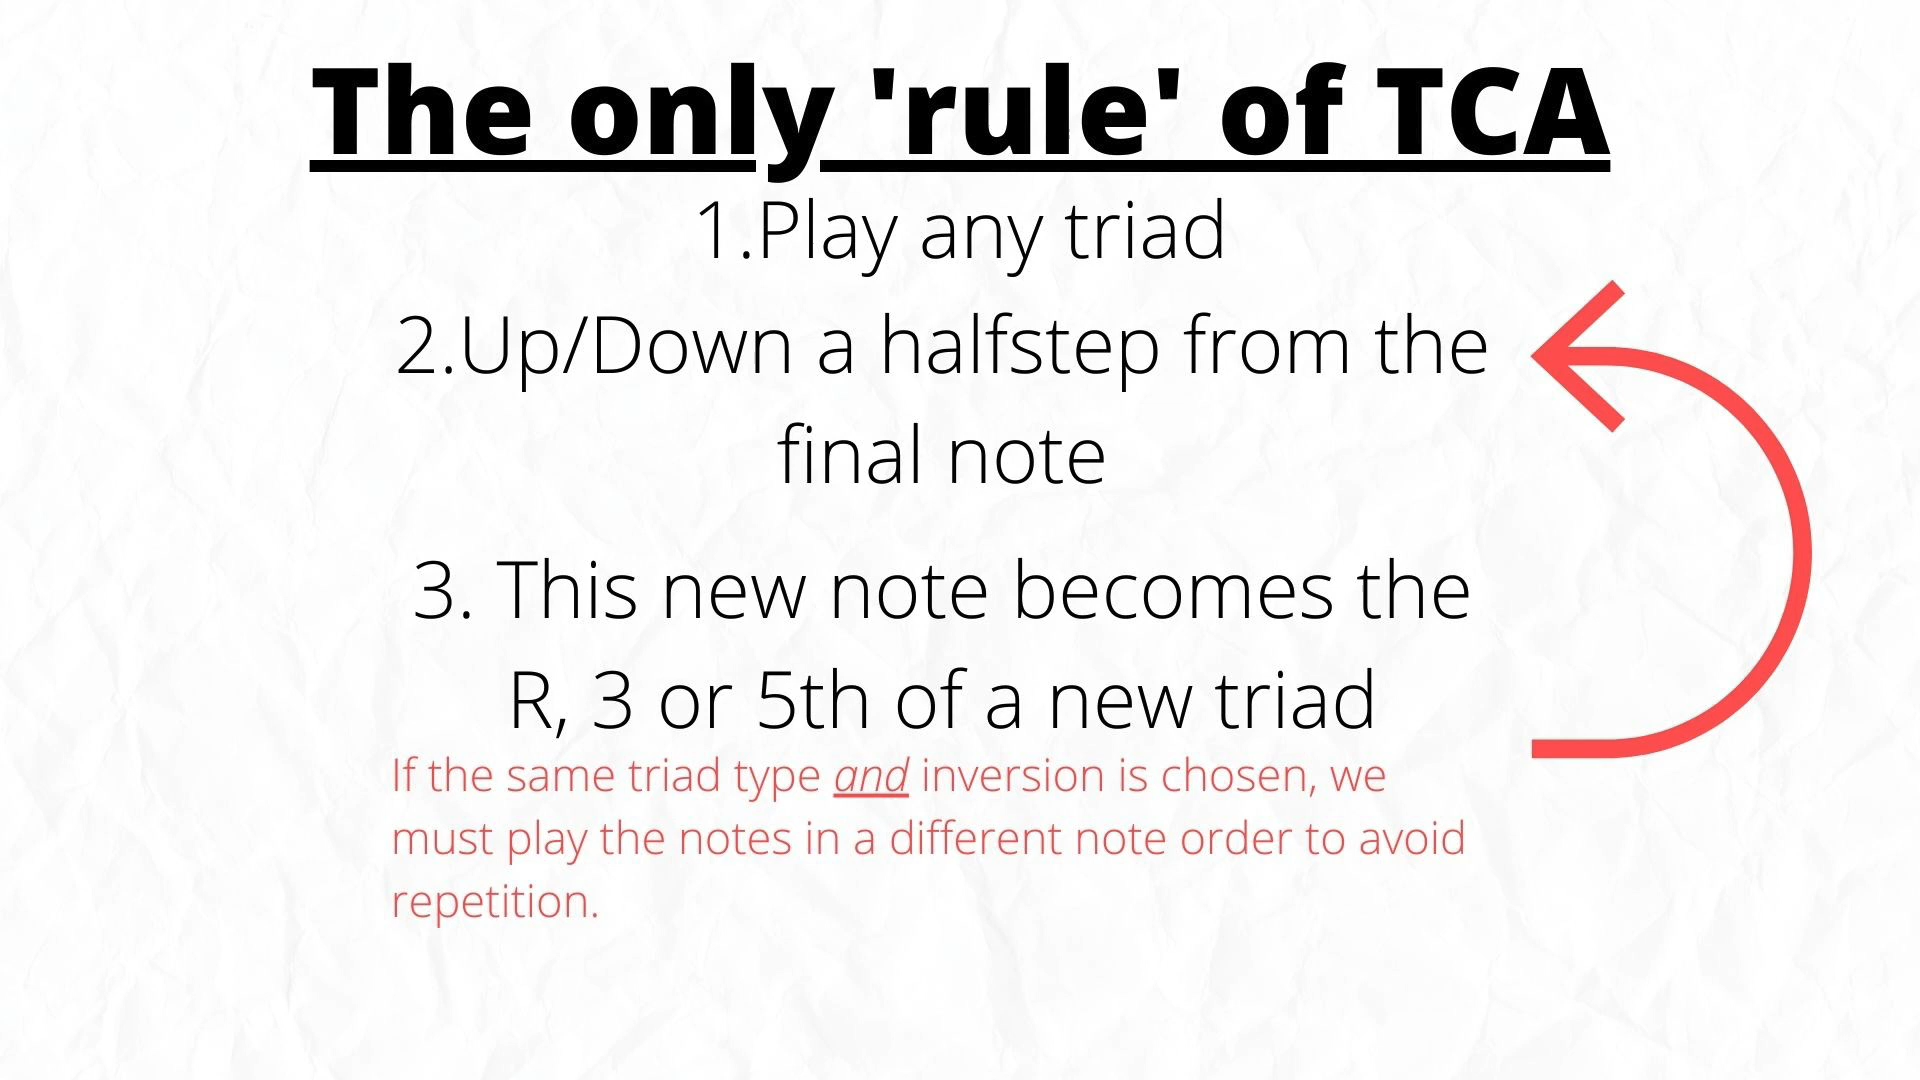 The only 'rule' of TCA
1.Play any triad
2.Up/Down a halfstep from the
final note
3. This new note becomes the
R, 3 or 5th of a new triad
If the same triad type and inversion is chosen, we
must play the notes in a different note order to avoid
repetition.